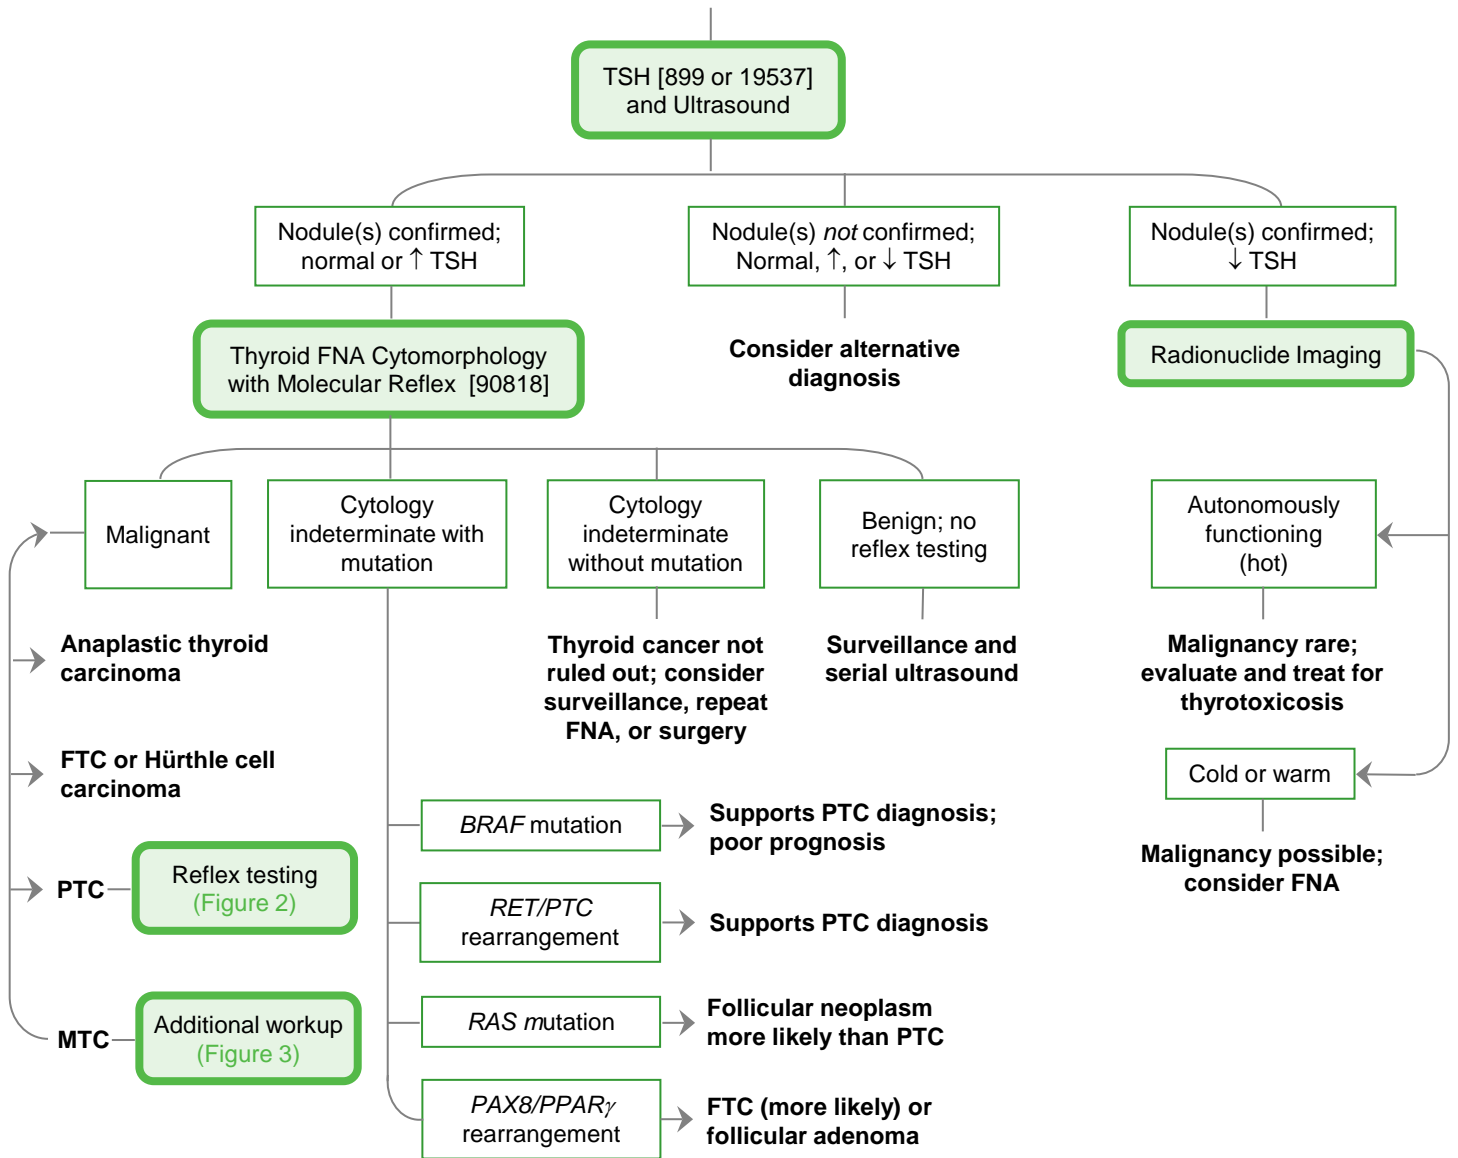 TSH [899 or 19537]
and Ultrasound
Nodule(s) confirmed;
normal or ↑ TSH
Nodule(s) not confirmed;
Normal, ↑, or ↓ TSH
Nodule(s) confirmed;
↓ TSH
Thyroid FNA Cytomorphology
with Molecular Reflex [90818]
Consider alternative
diagnosis
Radionuclide Imaging
Malignant
Cytology
indeterminate with
mutation
Cytology
indeterminate
without mutation
Benign; no
reflex testing
Autonomously
functioning
(hot)
Anaplastic thyroid
carcinoma
Thyroid cancer not
ruled out; consider
surveillance, repeat
FNA, or surgery
Surveillance and
serial ultrasound
Malignancy rare;
evaluate and treat for
thyrotoxicosis
FTC or Hürthle cell
carcinoma
Cold or warm
BRAF mutation
Supports PTC diagnosis;
poor prognosis
Malignancy possible;
consider FNA
PTC
Reflex testing
(Figure 2)
RET/PTC
rearrangement
Supports PTC diagnosis
MTC
Additional workup
(Figure 3)
RAS mutation
Follicular neoplasm
more likely than PTC
PAX8/PPARγ
rearrangement
FTC (more likely) or
follicular adenoma